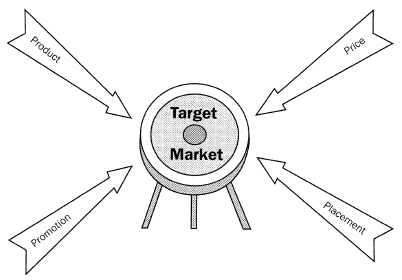 Product
Price
Target
Market
Promotion
Placement